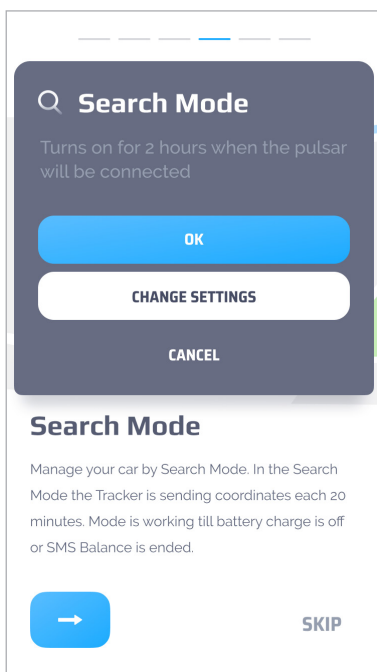 Search Mode
Turns on for 2 hours when the pulsar
will be connected
OK
CHANGE SETTINGS
CANCEL
Search Mode
Manage your car by Search Mode. In the Search
Mode the Tracker is sending coordinates each 20
minutes. Mode is working till battery charge is off
or SMS Balance is ended.
SKIP